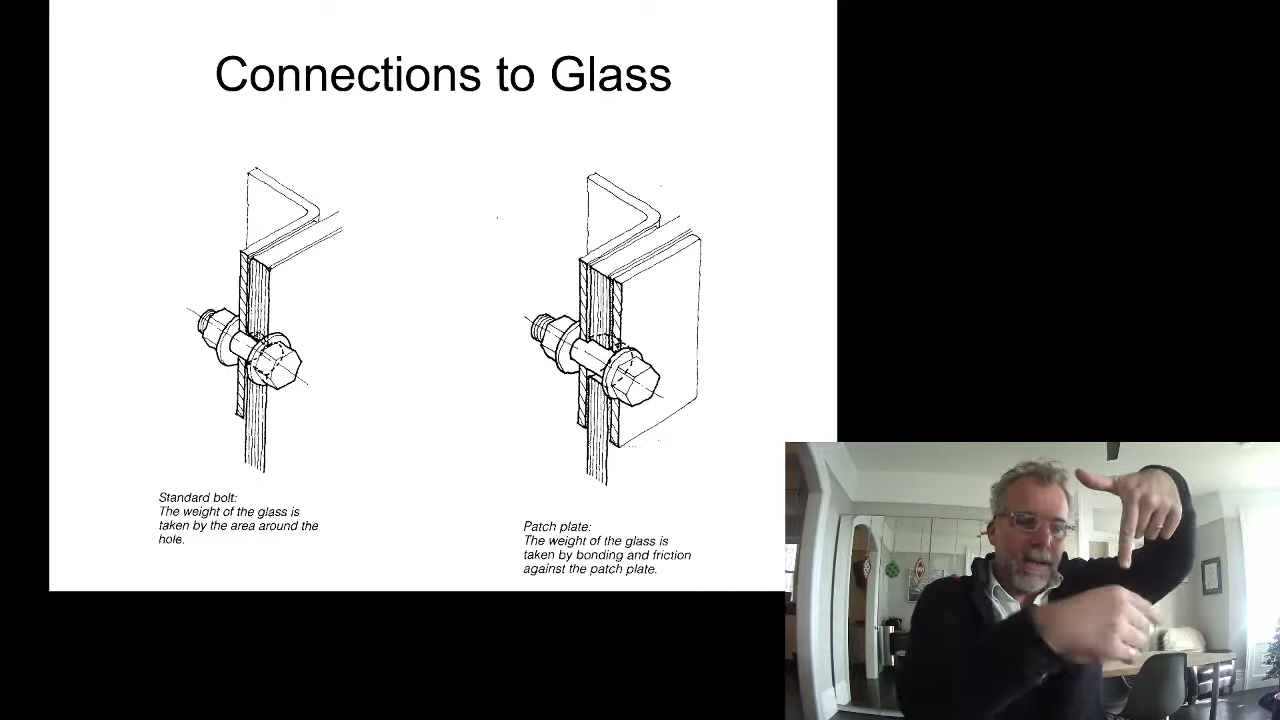 Connections to Glass
Standard bolt:
The weight of the glass is
taken by the area around the
hole.
Patch plate:
The weight of the glass is
taken by bonding and friction
against the patch plate.